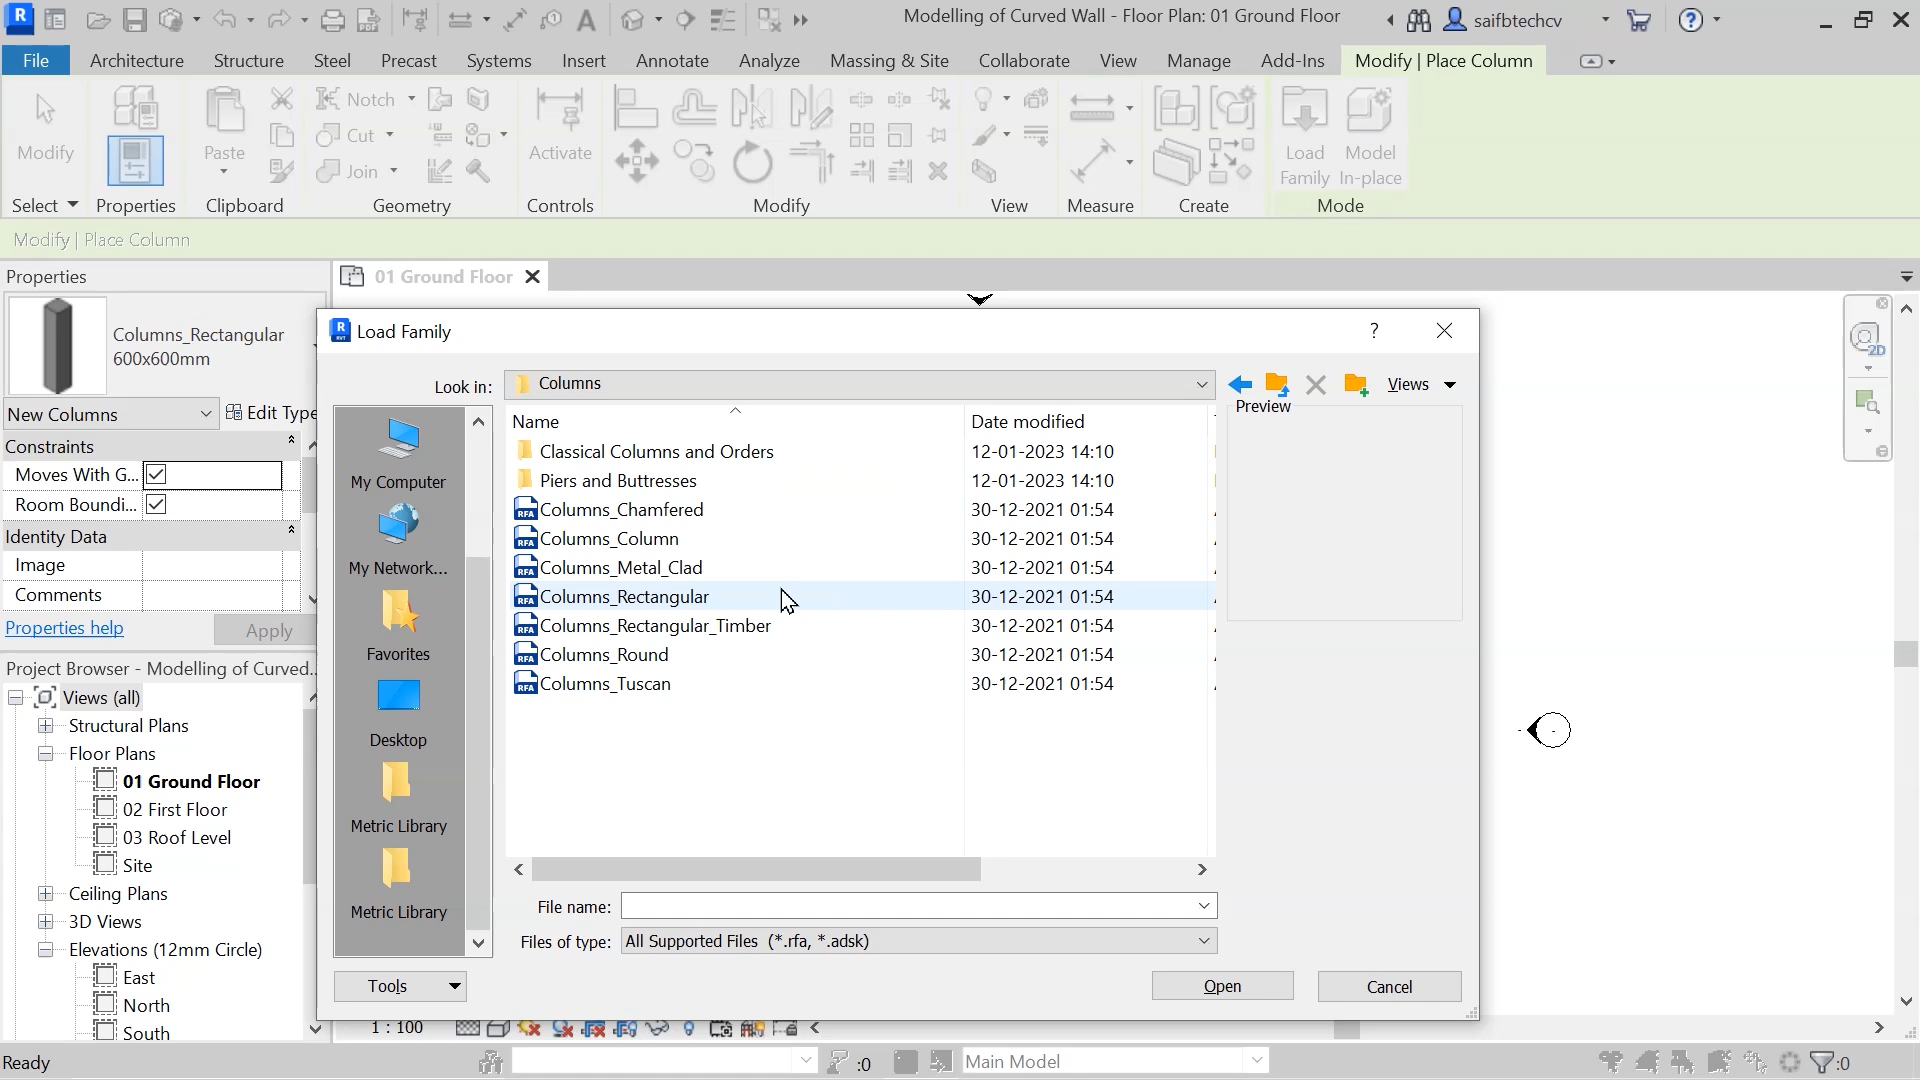 Modelling of Curved Wall - Floor Plan: 01 Ground Floor
saifbtechcv
File Architecture Structure Steel Precast Systems Insert Annotate Analyze Massing & Site Collaborate View Manage Add-Ins Modify | Place Column
Modify
Paste
Notch
Cut
Join
Activate
Load Family
Model In-place
Select Properties Clipboard Geometry Controls Modify View Measure Create Mode
Modify | Place Column
Properties
01 Ground Floor
Columns_Rectangular
600x600mm
New Columns
Edit Type
Constraints
Moves With G...
Room Boundi...
Identity Data
Image
Comments
Properties help
Apply
Project Browser - Modelling of Curved...
Views (all)
Structural Plans
Floor Plans
01 Ground Floor
02 First Floor
03 Roof Level
Site
Ceiling Plans
3D Views
Elevations (12mm Circle)
East
North
South
Load Family
?
Look in:
Columns
Views
Preview
My Computer
My Network...
Favorites
Desktop
Metric Library
Metric Library
Name Date modified
Classical Columns and Orders 12-01-2023 14:10
Piers and Buttresses 12-01-2023 14:10
RFA Columns_Chamfered 30-12-2021 01:54
RFA Columns_Column 30-12-2021 01:54
RFA Columns_Metal_Clad 30-12-2021 01:54
RFA Columns_Rectangular 30-12-2021 01:54
RFA Columns_Rectangular_Timber 30-12-2021 01:54
RFA Columns_Round 30-12-2021 01:54
RFA Columns_Tuscan 30-12-2021 01:54
File name:
Files of type: All Supported Files (*.rfa, *.adsk)
Tools
Open
Cancel
2D
1 : 100
Ready
:0
Main Model
:0